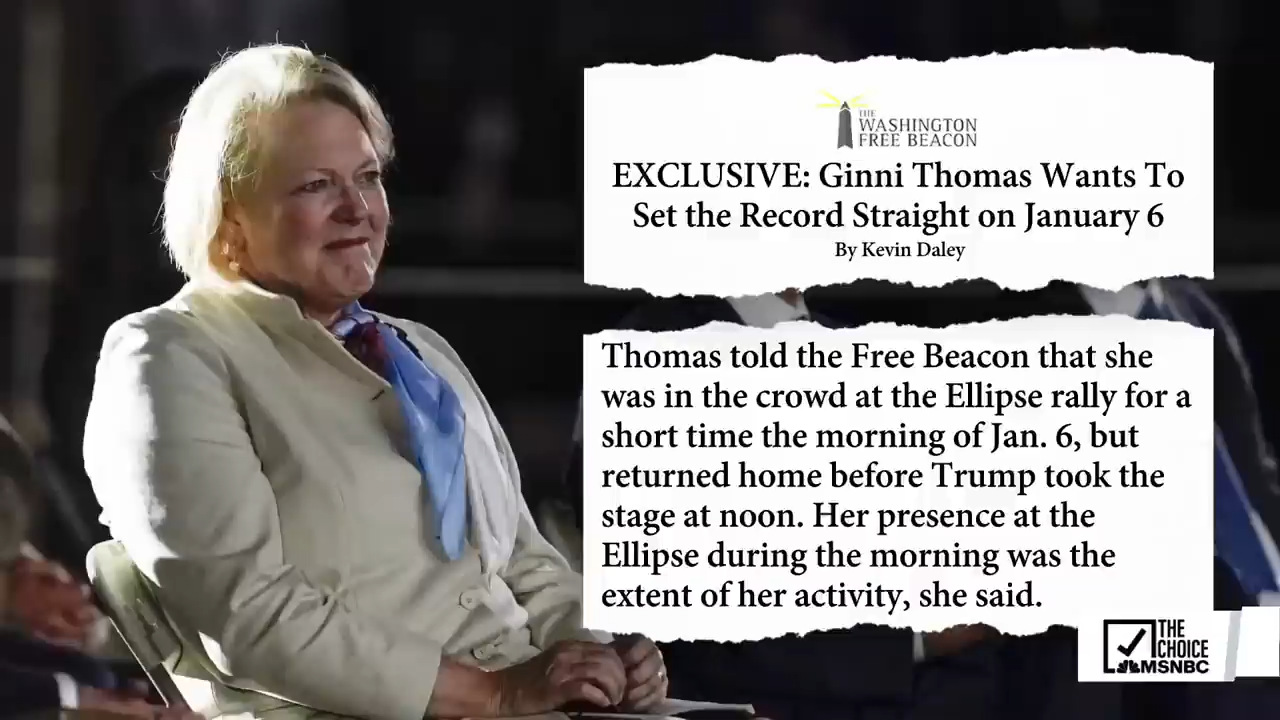 THE
WASHINGTON
FREE BEACON
EXCLUSIVE: Ginni Thomas Wants To
Set the Record Straight on January 6
By Kevin Daley
Thomas told the Free Beacon that she
was in the crowd at the Ellipse rally for a
short time the morning of Jan. 6, but
returned home before Trump took the
stage at noon. Her presence at the
Ellipse during the morning was the
extent of her activity, she said.
THE
CHOICE
MSNBC